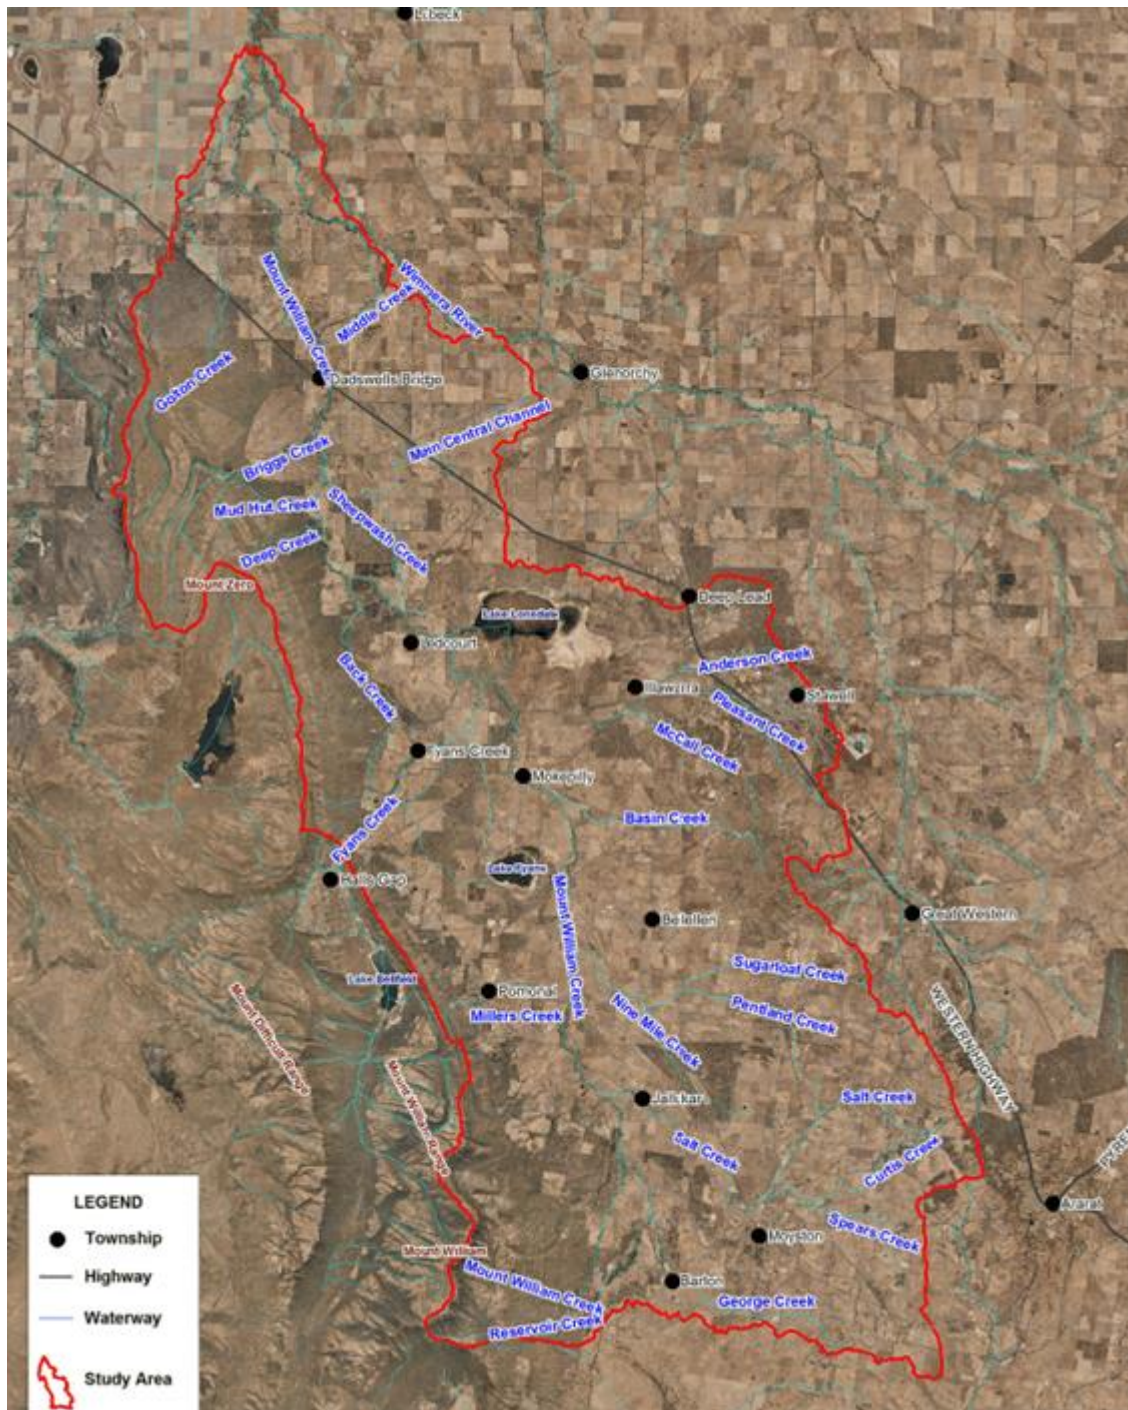 Lubeck
Wimmera River
Mount William Creek
Middle Creek
Golton Creek
Dadswells Bridge
Glenorchy
Main Central Channel
Briggs Creek
Mud Hut Creek
Sheepwash Creek
Deep Creek
Mount Zero
Deep Lead
Lake Lonsdale
Ledcourt
Anderson Creek
Back Creek
Illawarra
Stawell
Pleasant Creek
McCall Creek
Fyans Creek
Mokepilly
Fyans Creek
Basin Creek
Lake Fyans
Halls Gap
Mount William Creek
Bellellen
Great Western
Sugarloaf Creek
Lake Bellfield
Pomonal
Millers Creek
Pentland Creek
Nine Mile Creek
Mount Difficult Range
WESTERN HIGHWAY
Mount William Range
Jallukar
Salt Creek
Salt Creek
Curtis Creek
Ararat
Moyston
Spears Creek
Mount William
Mount William Creek
Barton
George Creek
Reservoir Creek
LEGEND
Township
Highway
Waterway
Study Area